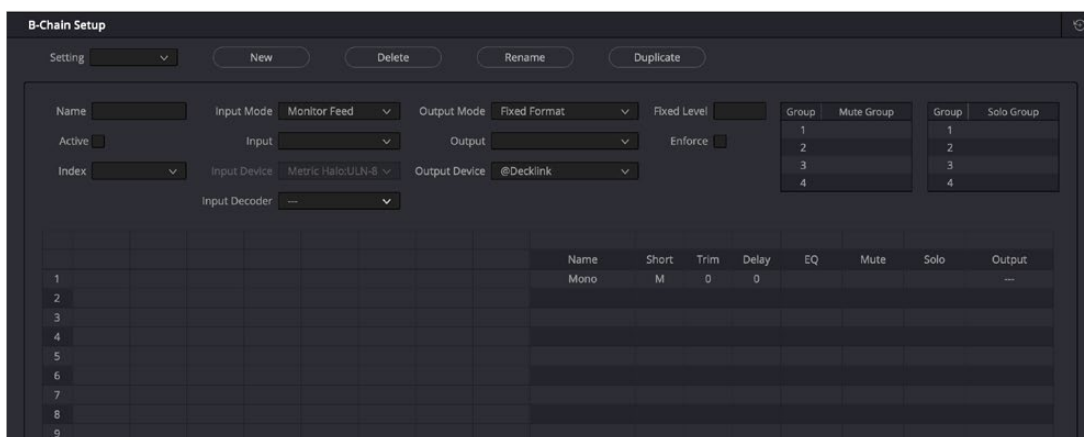 B-Chain Setup
Setting New Delete Rename Duplicate
Name Input Mode Monitor Feed Output Mode Fixed Format Fixed Level Group Mute Group Group Solo Group
1 1
Active Input Output Enforce
2 2
Index Input Device Metric Halo:ULN-8 Output Device @Decklink 3 3
4 4
Input Decoder ---
Name Short Trim Delay EQ Mute Solo Output
1 Mono M 0 0 ---
2
3
4
5
6
7
8
9